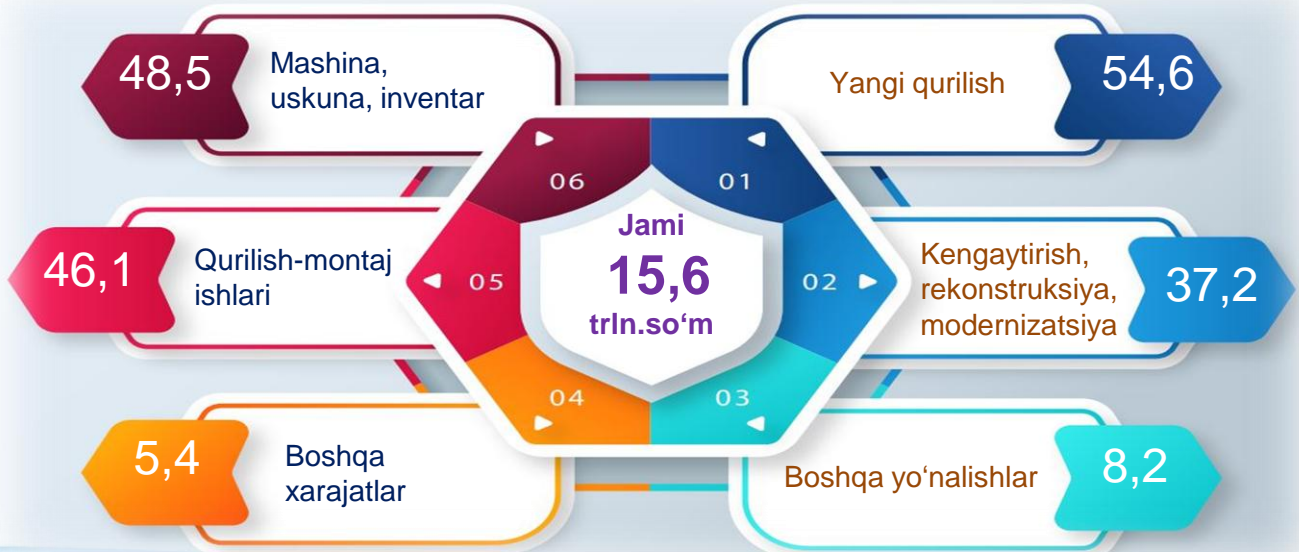 48,5
Mashina,
uskuna, inventar
Yangi qurilish
54,6
06
01
46,1
Qurilish-montaj
ishlari
05
Jami
15,6
trln.so‘m
02
Kengaytirish,
rekonstruksiya,
modernizatsiya
37,2
04
03
5,4
Boshqa
xarajatlar
Boshqa yo‘nalishlar
8,2